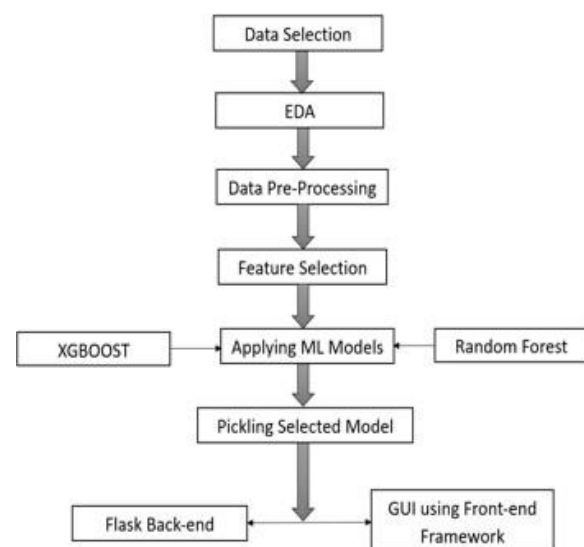 Data Selection
EDA
Data Pre-Processing
Feature Selection
XGBOOST
Applying ML Models
Random Forest
Pickling Selected Model
Flask Back-end
GUI using Front-end
Framework